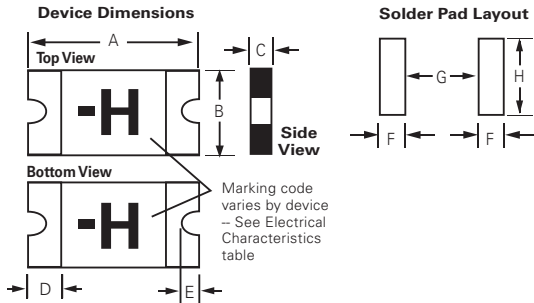 Device Dimensions
A
Top View
-H
B
C
Side
View
Bottom View
-H
Marking code
varies by device
-- See Electrical
Characteristics
table
D
E
Solder Pad Layout
G
H
F
F